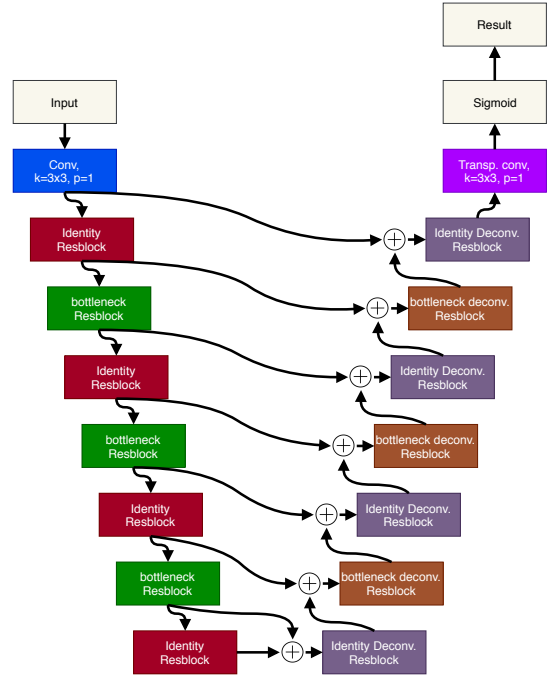 Result
Input
Sigmoid
Conv,
k=3x3, p=1
Transp. conv,
k=3x3, p=1
Identity
Resblock
Identity Deconv.
Resblock
bottleneck
Resblock
bottleneck deconv.
Resblock
Identity
Resblock
Identity Deconv.
Resblock
bottleneck
Resblock
bottleneck deconv.
Resblock
Identity
Resblock
Identity Deconv.
Resblock
bottleneck
Resblock
bottleneck deconv.
Resblock
Identity
Resblock
Identity Deconv.
Resblock